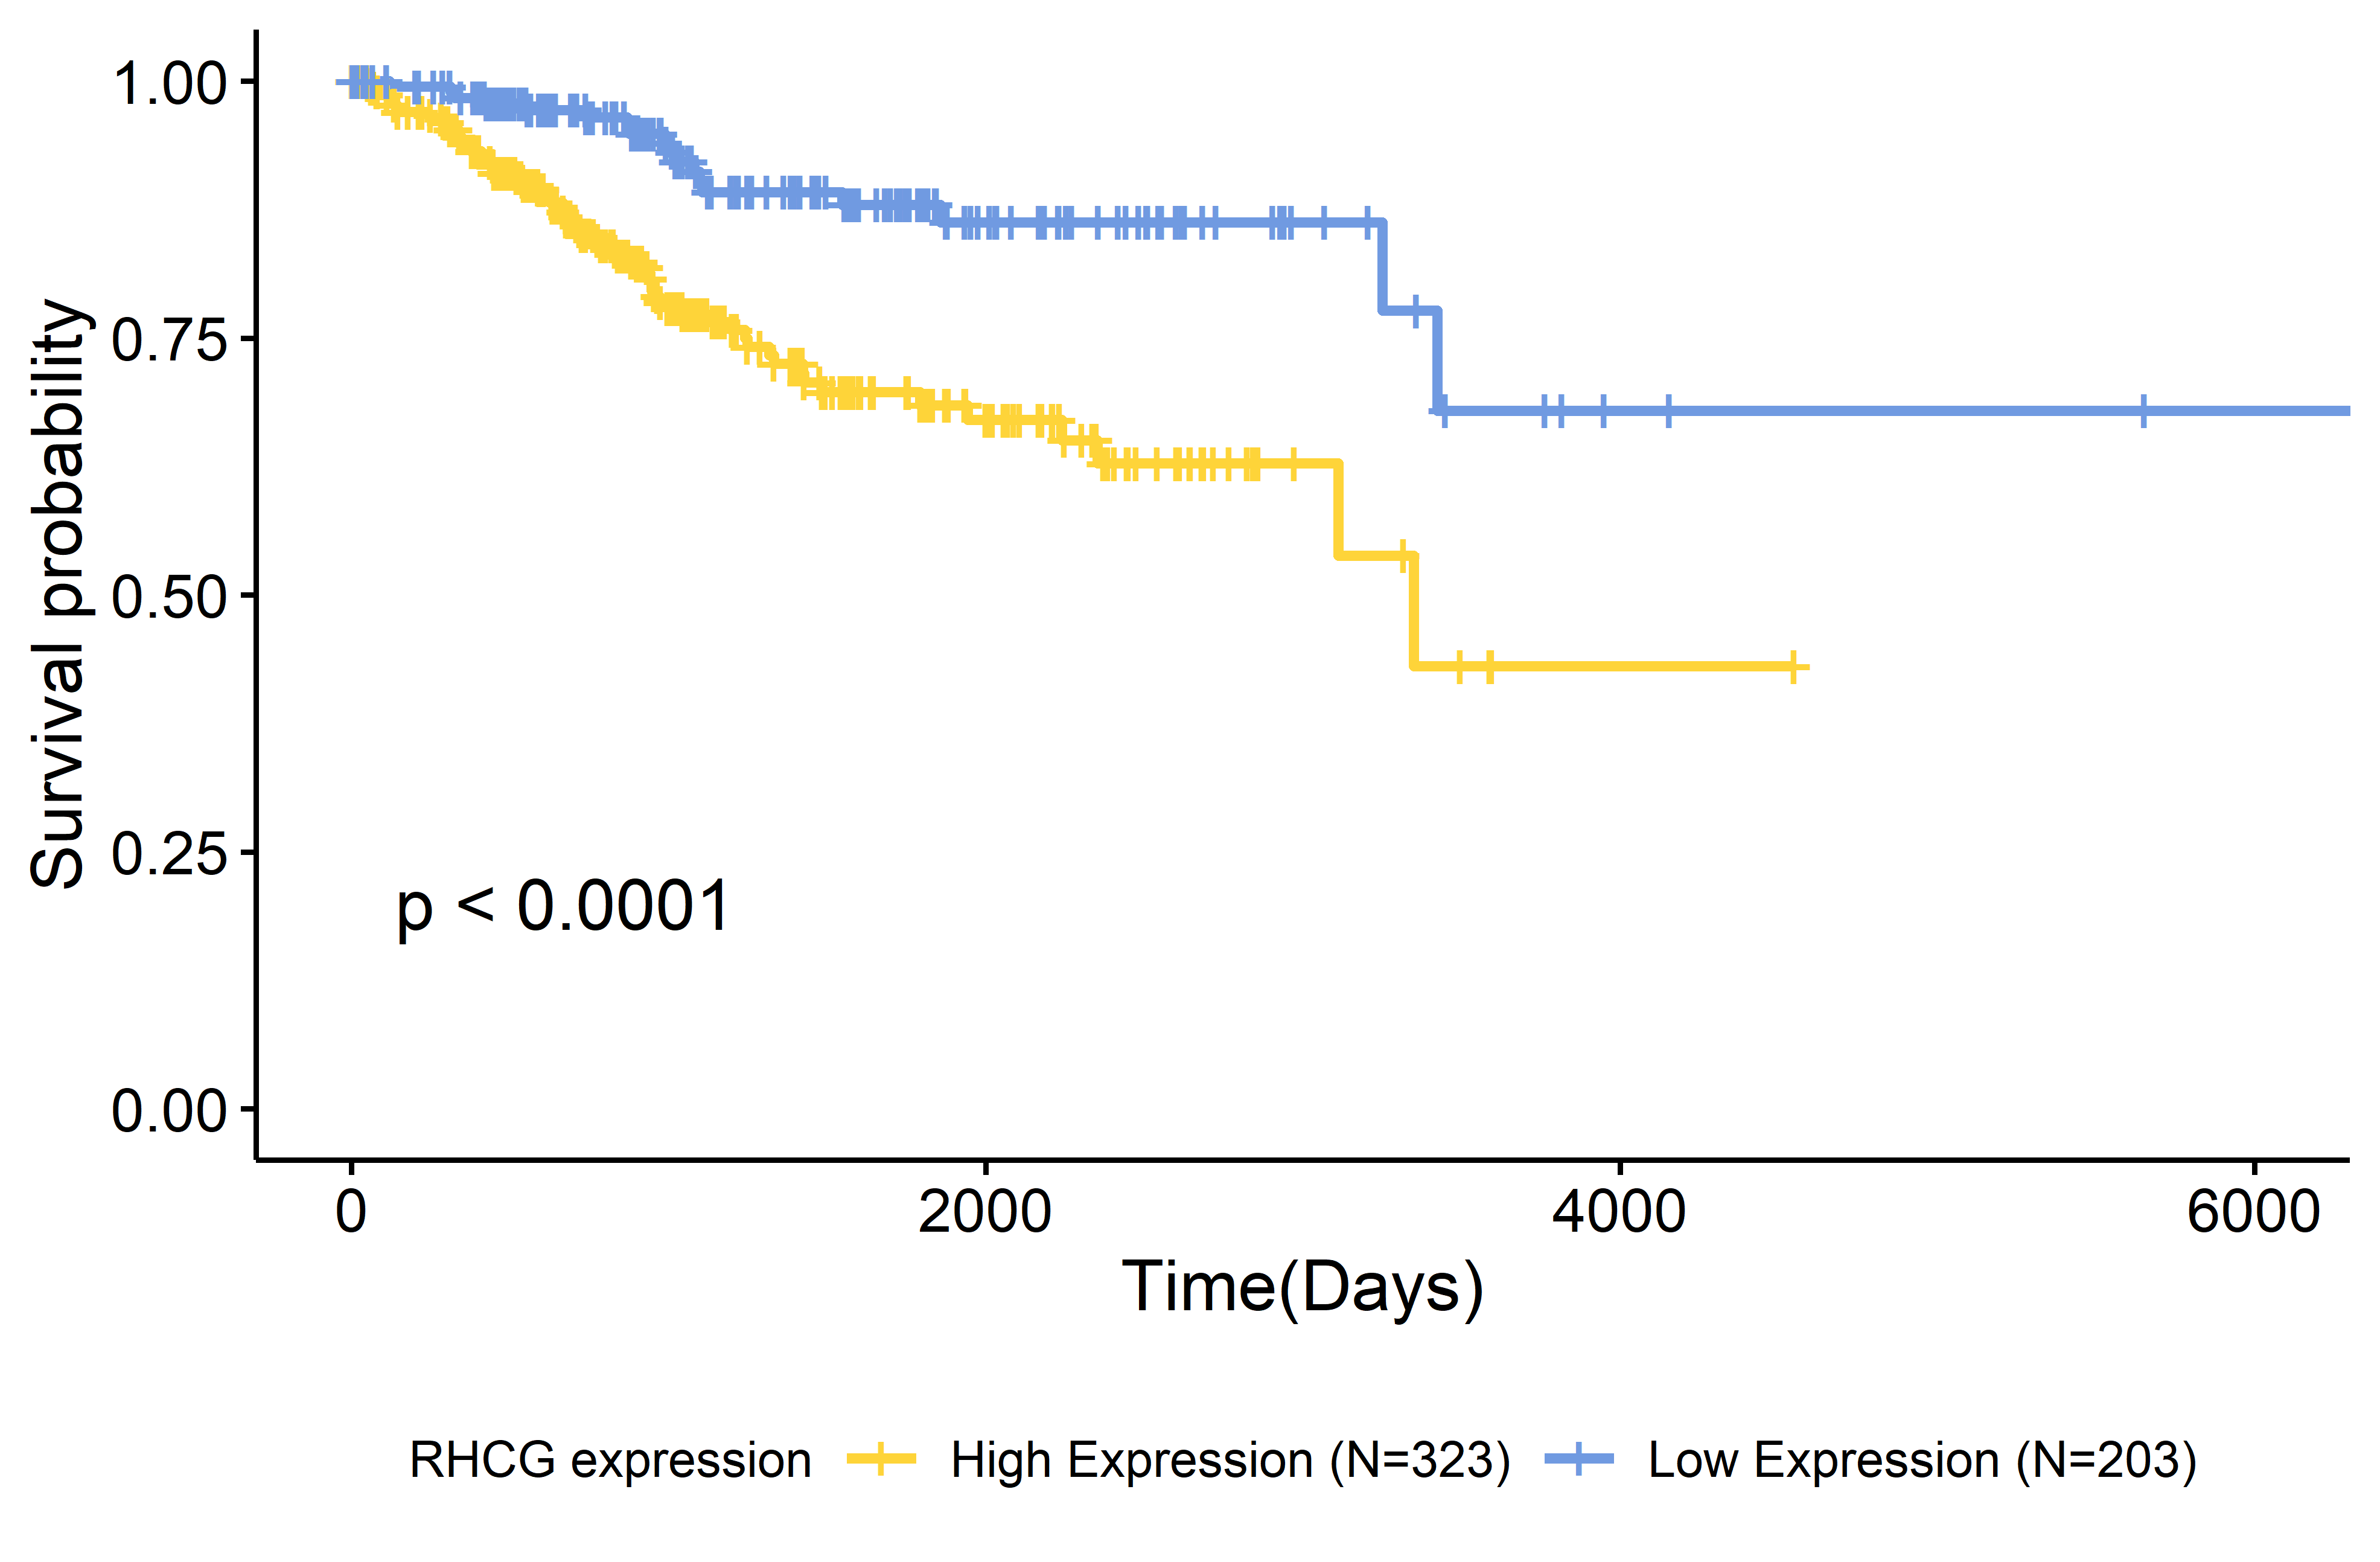 Survival probability
1.00
0.75
0.50
0.25
0.00
p < 0.0001
0 2000 4000 6000
Time(Days)
RHCG expression High Expression (N=323) Low Expression (N=203)